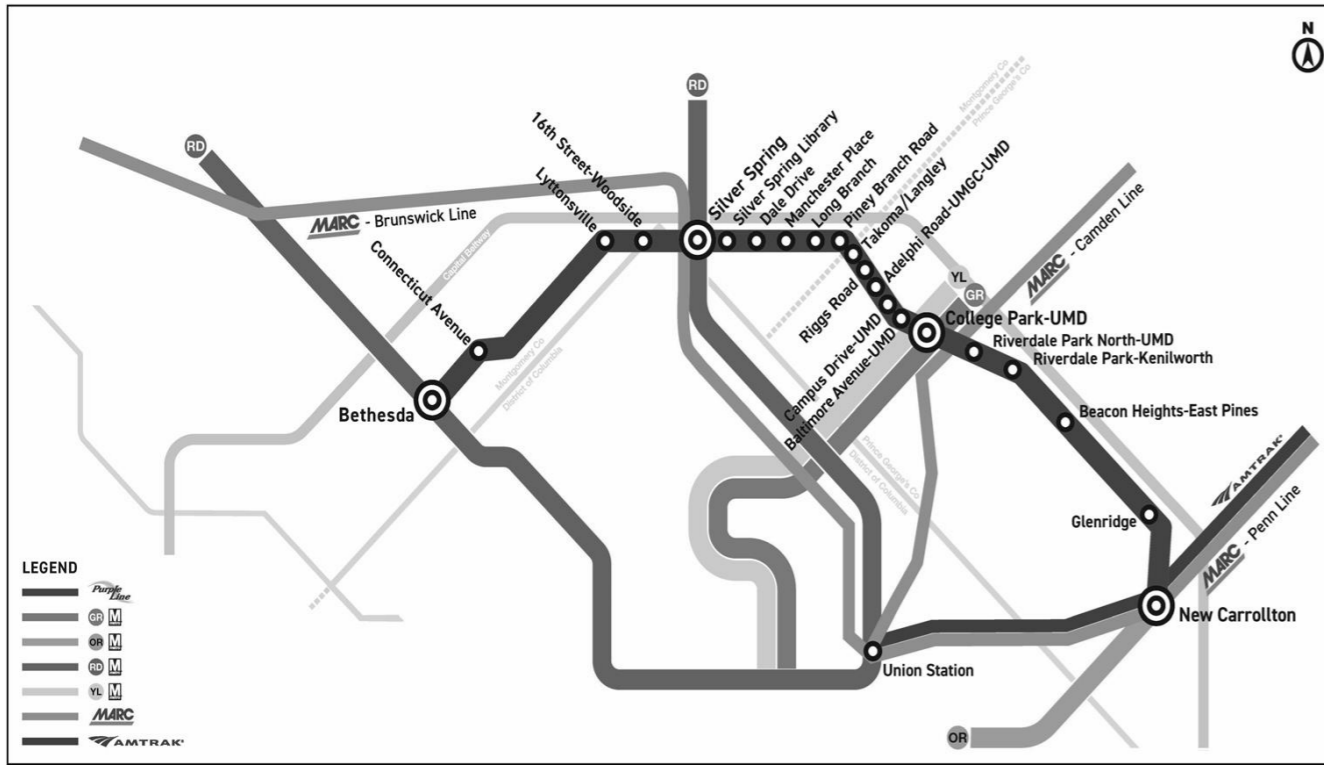 N
RD
RD
16th Street-Woodside
Lyttonsville
Silver Spring
Silver Spring Library
Dale Drive
Manchester Place
Long Branch
Piney Branch Road
Takoma/Langley
Adelphi Road-UMGC-UMD
Montgomery Co
Prince George's Co
MARC - Brunswick Line
Capital Beltway
Connecticut Avenue
Riggs Road
YL
GR
MARC - Camden Line
College Park-UMD
Campus Drive-UMD
Baltimore Avenue-UMD
Riverdale Park North-UMD
Riverdale Park-Kenilworth
Montgomery Co
District of Columbia
Bethesda
Beacon Heights-East Pines
Prince George's Co
District of Columbia
AMTRAK
Glenridge
MARC - Penn Line
New Carrollton
Union Station
OR
LEGEND
Purple Line
GR M
OR M
RD M
YL M
MARC
AMTRAK